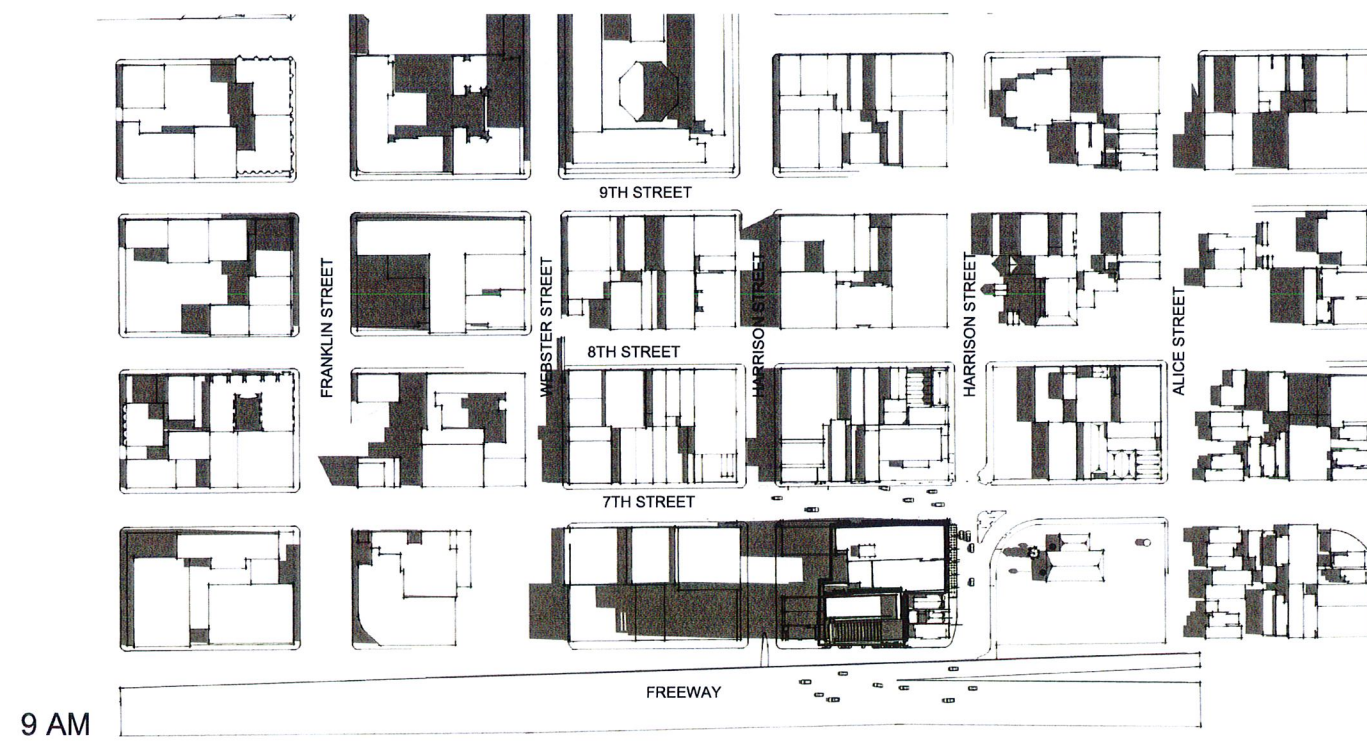 9TH STREET
FRANKLIN STREET
WEBSTER STREET
8TH STREET
HARRISON STREET
HARRISON STREET
ALICE STREET
7TH STREET
FREEWAY
9 AM